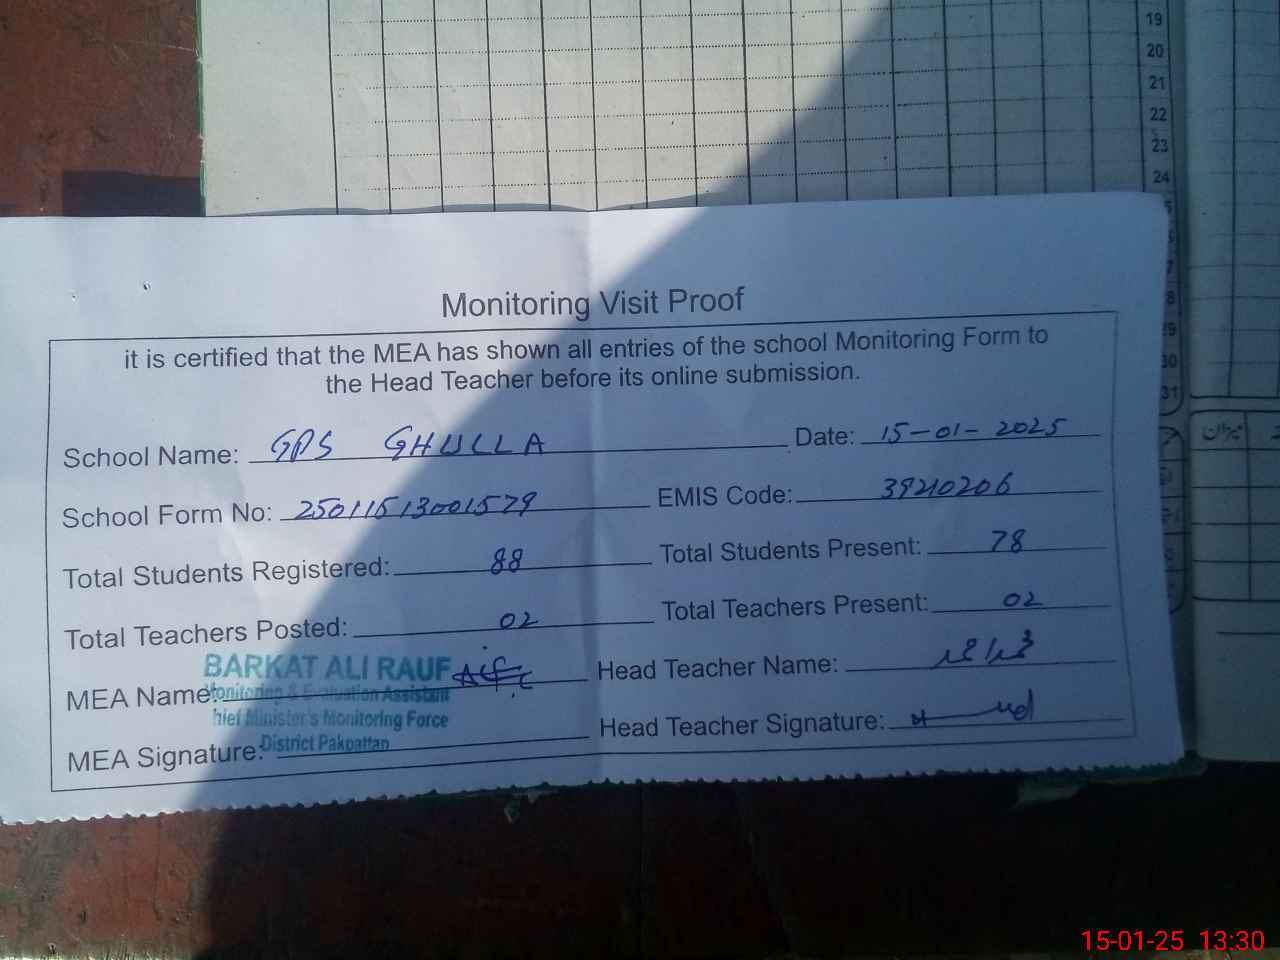 19
20
21
22
23
24
30
31
میزان
Monitoring Visit Proof
it is certified that the MEA has shown all entries of the school Monitoring Form to
the Head Teacher before its online submission.
School Name: GPS GHULLA Date: 15-01-2025
School Form No: 25011513001579 EMIS Code: 39210206
Total Students Registered: 88 Total Students Present: 78
Total Teachers Posted: 02 Total Teachers Present: 02
BARKAT ALI RAUF
MEA Name: Monitoring & Evaluation Assistant Head Teacher Name:
Chief Minister's Monitoring Force
MEA Signature: District Pakpattan Head Teacher Signature:
15-01-25 13:30